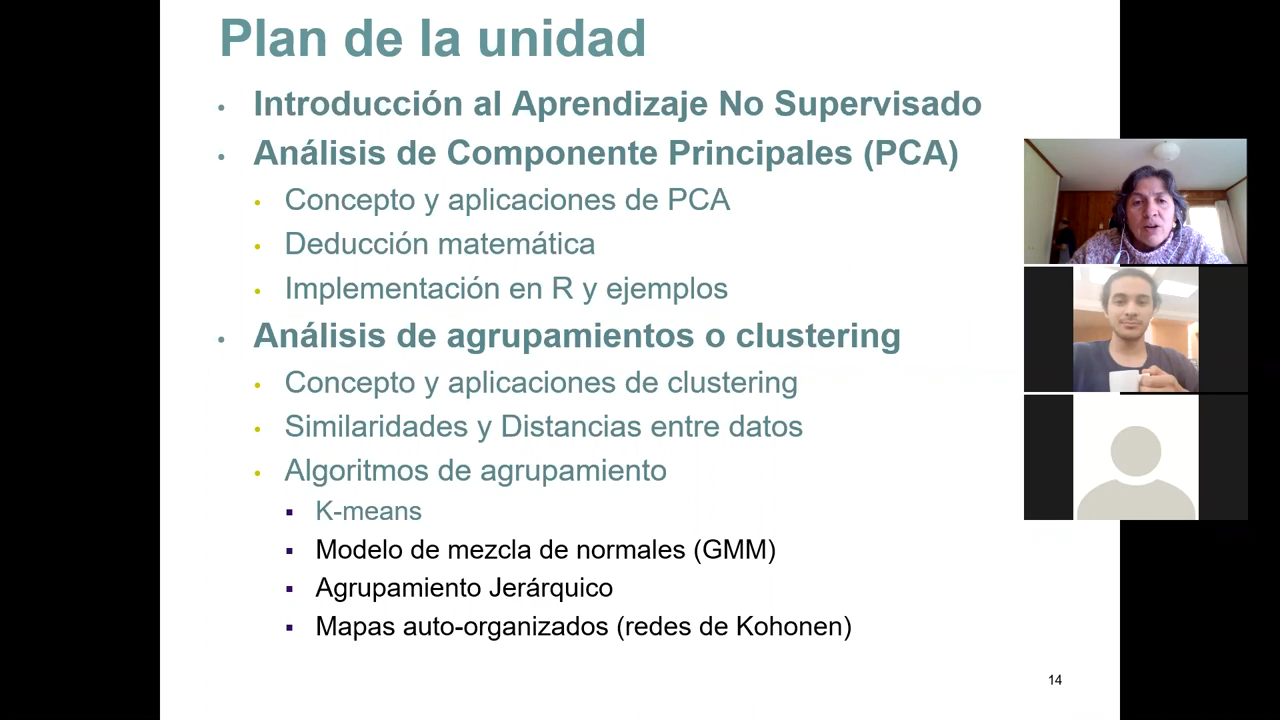 Plan de la unidad
Introducción al Aprendizaje No Supervisado
Análisis de Componente Principales (PCA)
Concepto y aplicaciones de PCA
Deducción matemática
Implementación en R y ejemplos
Análisis de agrupamientos o clustering
Concepto y aplicaciones de clustering
Similaridades y Distancias entre datos
Algoritmos de agrupamiento
K-means
Modelo de mezcla de normales (GMM)
Agrupamiento Jerárquico
Mapas auto-organizados (redes de Kohonen)
14